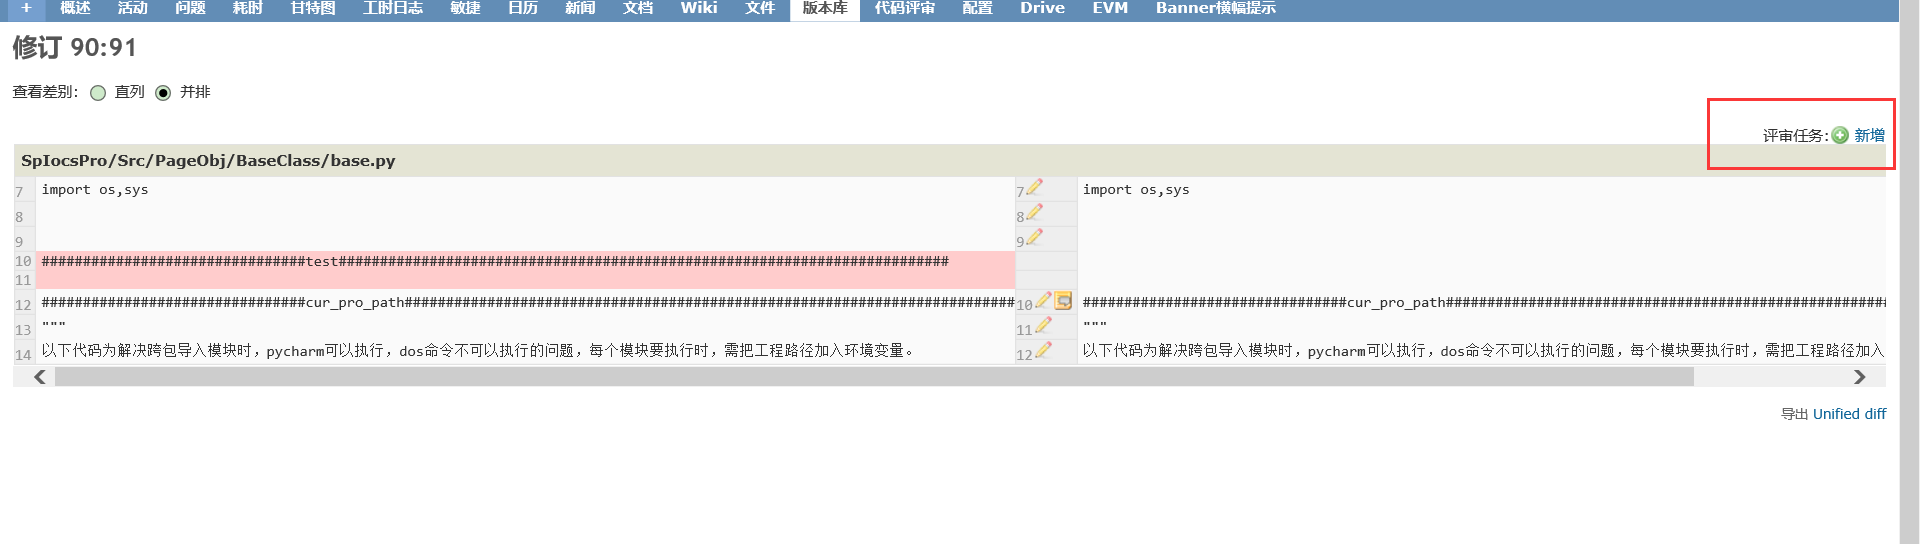 + 概述 活动 问题 耗时 甘特图 工时日志 敏捷 日历 新闻 文档 Wiki 文件 版本库 代码评审 配置 Drive EVM Banner横幅提示
修订 90:91
查看差别: 直列 并排
评审任务: 新增
SpIocsPro/Src/PageObj/BaseClass/base.py
7 import os,sys 7 import os,sys
8 8
9 9
10 ################################test##########################################################################
11
12 ################################cur_pro_path########################################################################## 10 ################################cur_pro_path######################################################
13 """ 11 """
14 以下代码为解决跨包导入模块时，pycharm可以执行，dos命令不可以执行的问题，每个模块要执行时，需把工程路径加入环境变量。 12 以下代码为解决跨包导入模块时，pycharm可以执行，dos命令不可以执行的问题，每个模块要执行时，需把工程路径加入
导出 Unified diff